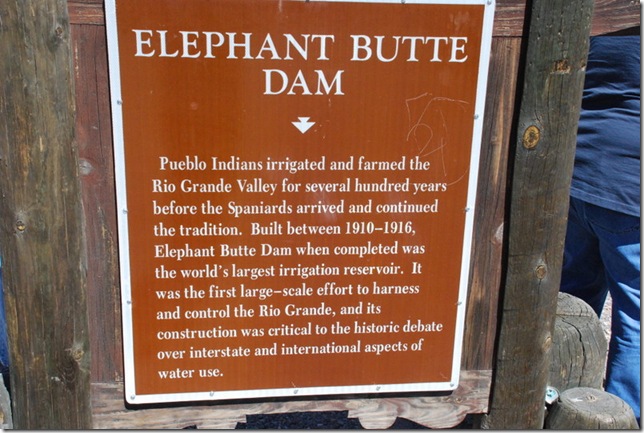 ELEPHANT BUTTE
DAM
Pueblo Indians irrigated and farmed the
Rio Grande Valley for several hundred years
before the Spaniards arrived and continued
the tradition. Built between 1910–1916,
Elephant Butte Dam when completed was
the world's largest irrigation reservoir. It
was the first large–scale effort to harness
and control the Rio Grande, and its
construction was critical to the historic debate
over interstate and international aspects of
water use.